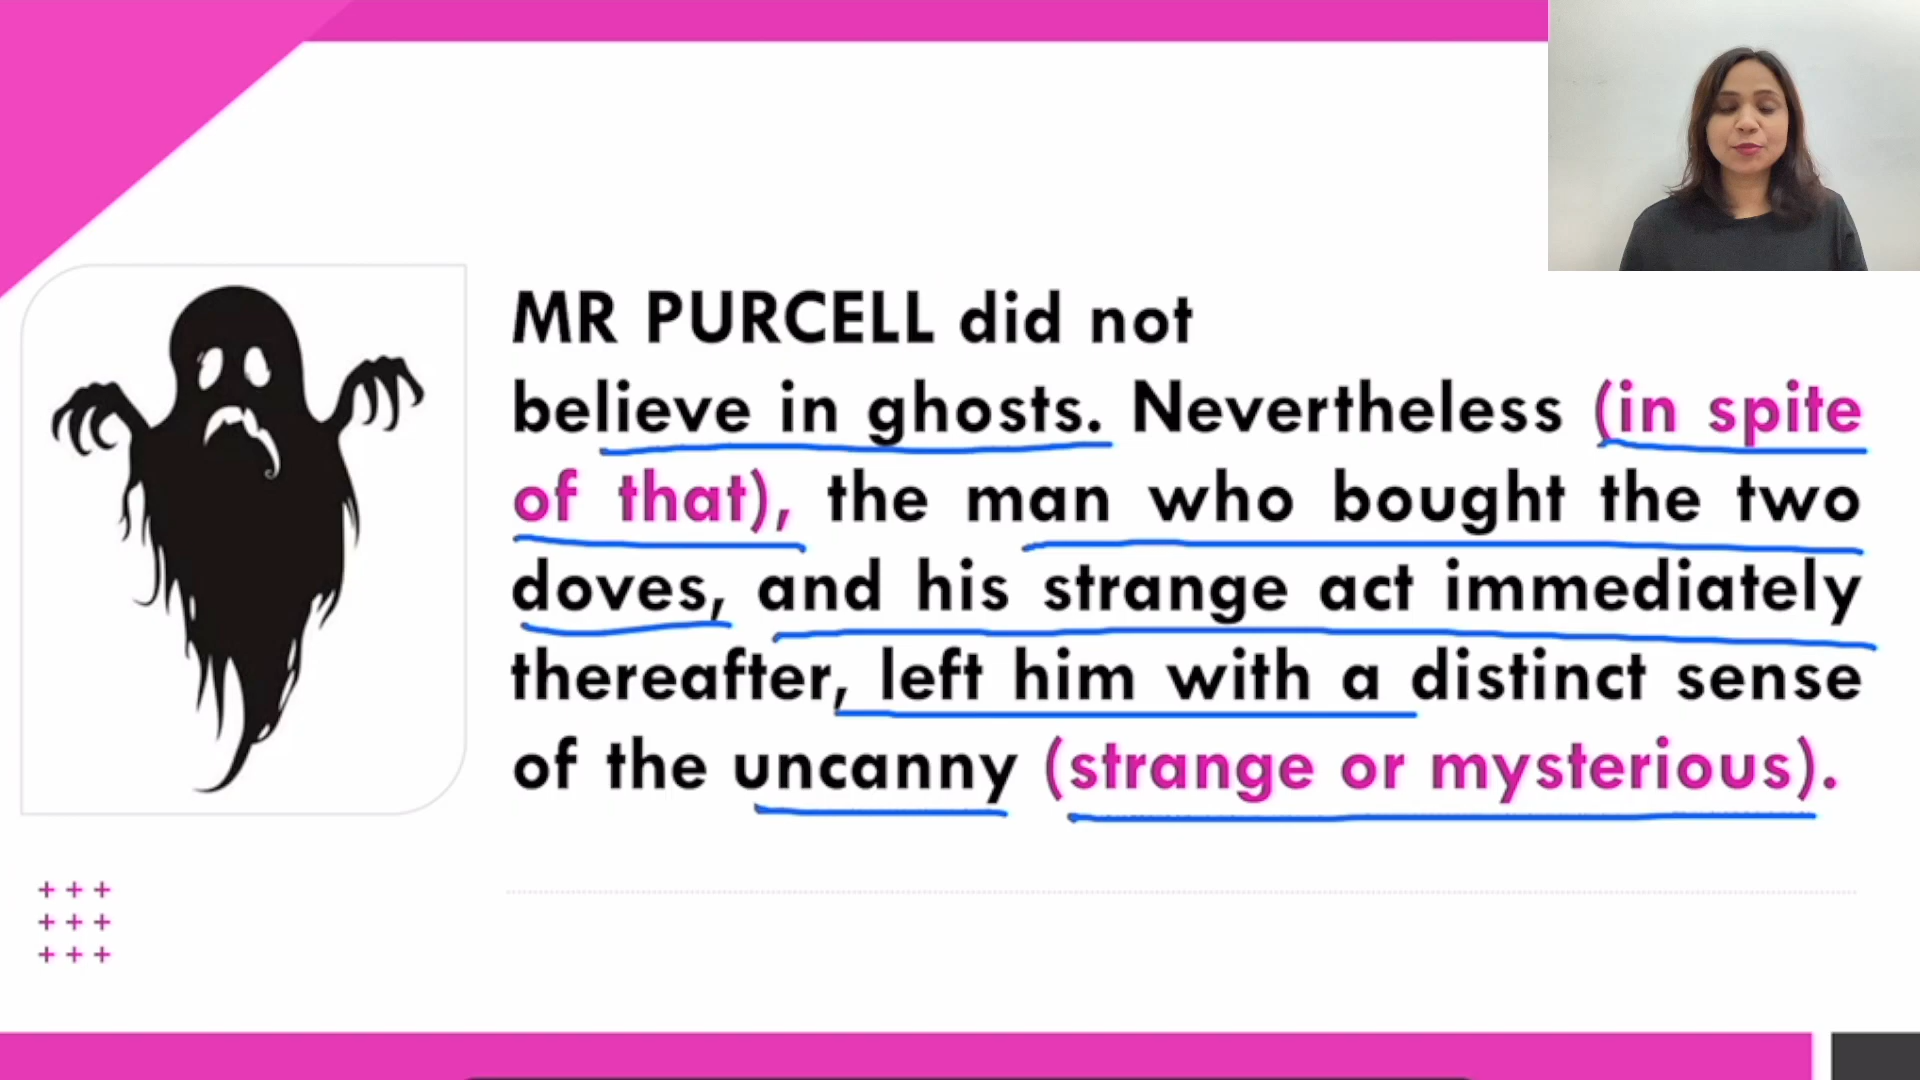 MR PURCELL did not
believe in ghosts. Nevertheless (in spite
of that), the man who bought the two
doves, and his strange act immediately
thereafter, left him with a distinct sense
of the uncanny (strange or mysterious).